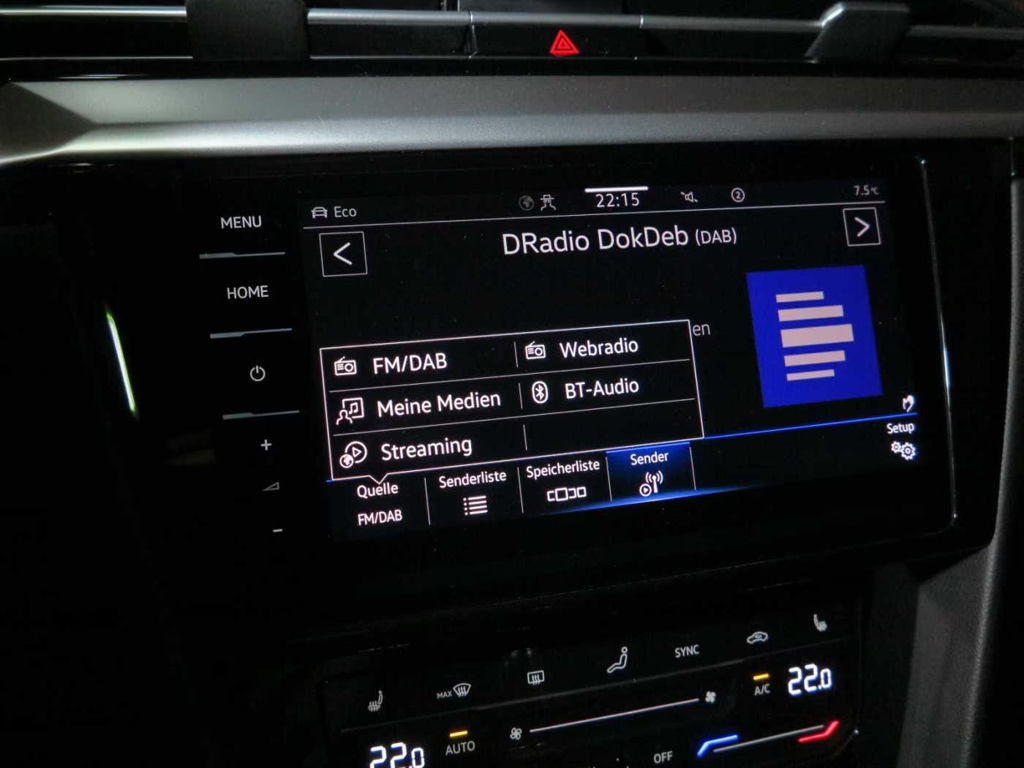 Eco
22:15
2
7.5°C
MENU
DRadio DokDeb (DAB)
<
>
HOME
en
FM/DAB
Webradio
Meine Medien
BT-Audio
Streaming
+
-
Quelle
FM/DAB
Senderliste
Speicherliste
Sender
Setup
MAX
SYNC
A/C
22.0
22.0
AUTO
OFF